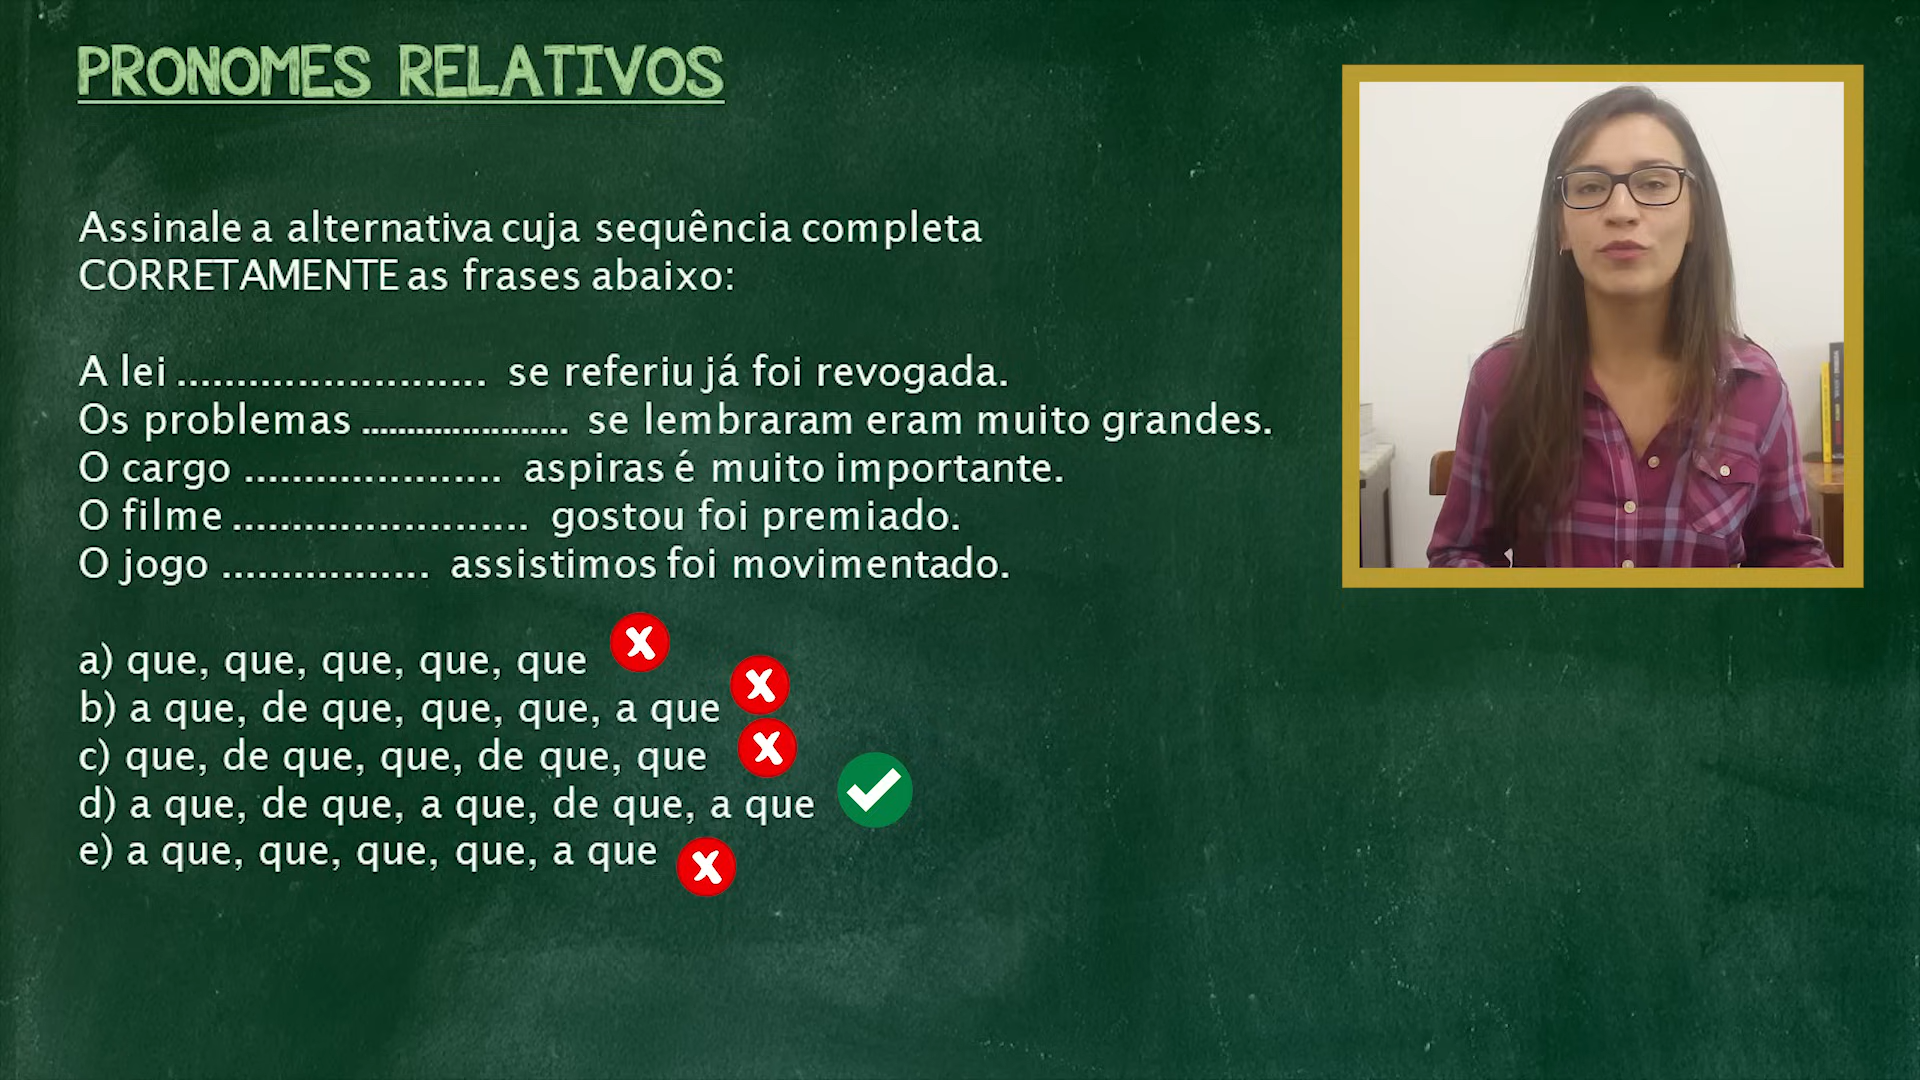 PRONOMES RELATIVOS
Assinale a alternativa cuja sequência completa
CORRETAMENTE as frases abaixo:
A lei .......................... se referiu já foi revogada.
Os problemas ....................... se lembraram eram muito grandes.
O cargo ...................... aspiras é muito importante.
O filme ......................... gostou foi premiado.
O jogo .................. assistimos foi movimentado.
a) que, que, que, que, que
b) a que, de que, que, que, a que
c) que, de que, que, de que, que
d) a que, de que, a que, de que, a que
e) a que, que, que, que, a que